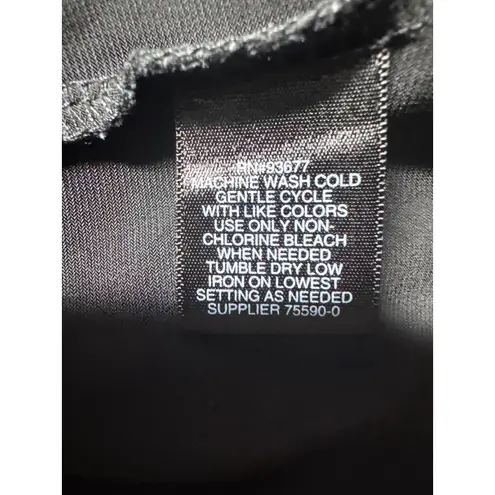 RN#93677
MACHINE WASH COLD
GENTLE CYCLE
WITH LIKE COLORS
USE ONLY NON-
CHLORINE BLEACH
WHEN NEEDED
TUMBLE DRY LOW
IRON ON LOWEST
SETTING AS NEEDED
SUPPLIER 75590-0